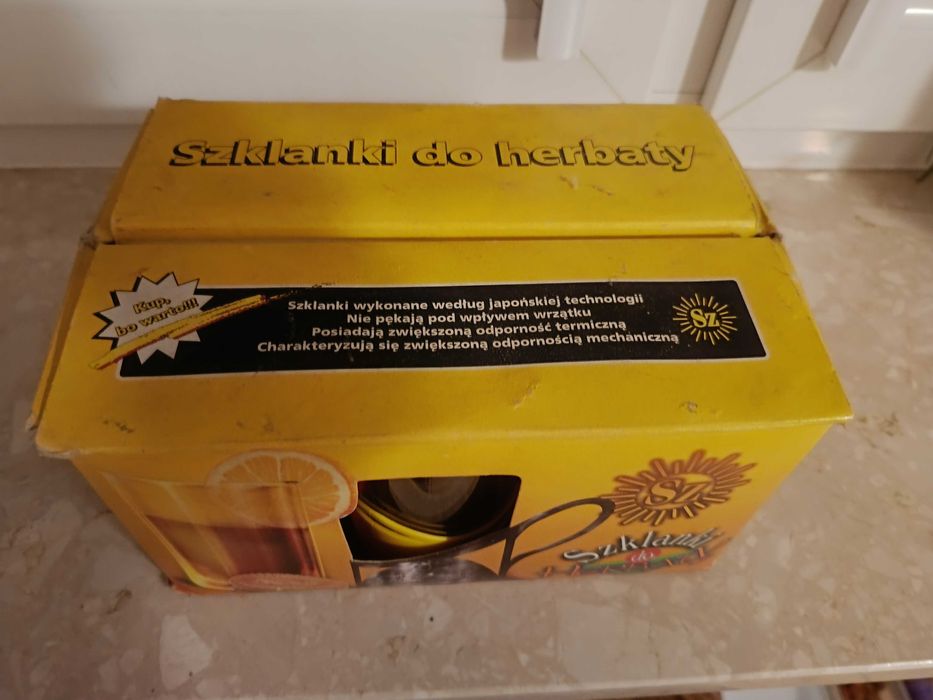 Szklanki do herbaty
Kup,
bo warto!!!
Szklanki wykonane według japońskiej technologii
Nie pękają pod wpływem wrzątku
Posiadają zwiększoną odporność termiczną
Charakteryzują się zwiększoną odpornością mechaniczną
Sz
Sz
Szklanki
do